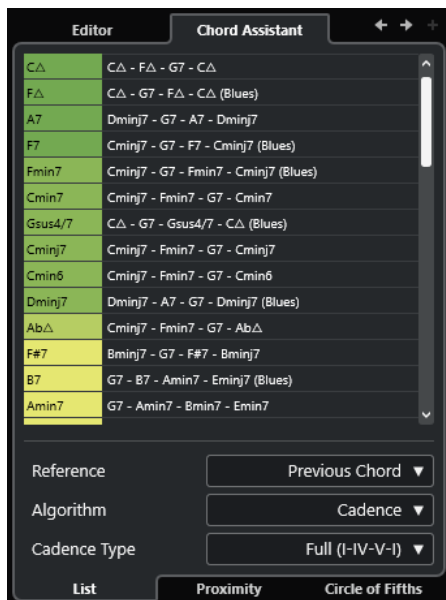 Editor Chord Assistant
C△ C△ - F△ - G7 - C△
F△ C△ - G7 - F△ - C△ (Blues)
A7 Dminj7 - G7 - A7 - Dminj7
F7 Cminj7 - G7 - F7 - Cminj7 (Blues)
Fmin7 Cminj7 - G7 - Fmin7 - Cminj7 (Blues)
Cmin7 Cminj7 - Fmin7 - G7 - Cmin7
Gsus4/7 C△ - G7 - Gsus4/7 - C△ (Blues)
Cminj7 Cminj7 - Fmin7 - G7 - Cminj7
Cmin6 Cminj7 - Fmin7 - G7 - Cmin6
Dminj7 Dminj7 - A7 - G7 - Dminj7 (Blues)
Ab△ Cminj7 - Fmin7 - G7 - Ab△
F#7 Bminj7 - G7 - F#7 - Bminj7
B7 G7 - B7 - Amin7 - Eminj7 (Blues)
Amin7 G7 - Amin7 - Bmin7 - Emin7
Reference Previous Chord
Algorithm Cadence
Cadence Type Full (I-IV-V-I)
List Proximity Circle of Fifths